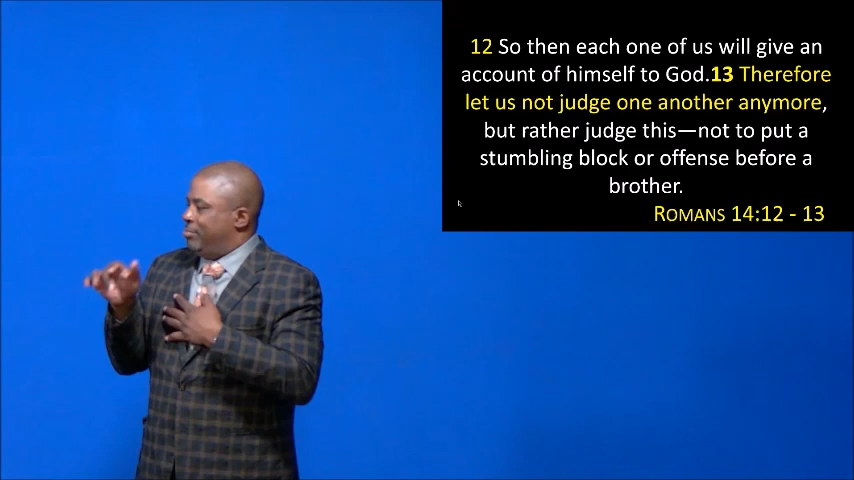 12 So then each one of us will give an
account of himself to God.13 Therefore
let us not judge one another anymore,
but rather judge this—not to put a
stumbling block or offense before a
brother.
ROMANS 14:12 - 13